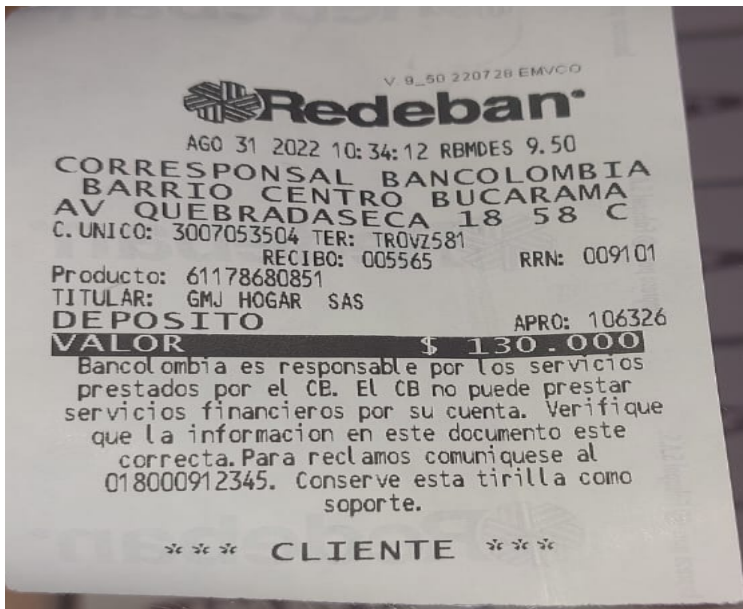 V. 9_50 220728 EMVCO
Redeban
AGO 31 2022 10:34:12 RBMDES 9.50
CORRESPONSAL BANCOLOMBIA
BARRIO CENTRO BUCARAMA
AV QUEBRADASECA 18 58 C
C.UNICO: 3007053504 TER: TROVZ581
RECIBO: 005565 RRN: 009101
Producto: 61178680851
TITULAR: GMJ HOGAR SAS
DEPOSITO APRO: 106326
VALOR $ 130.000
Bancolombia es responsable por los servicios
prestados por el CB. El CB no puede prestar
servicios financieros por su cuenta. Verifique
que la informacion en este documento este
correcta.Para reclamos comuniquese al
018000912345. Conserve esta tirilla como
soporte.
*** CLIENTE ***